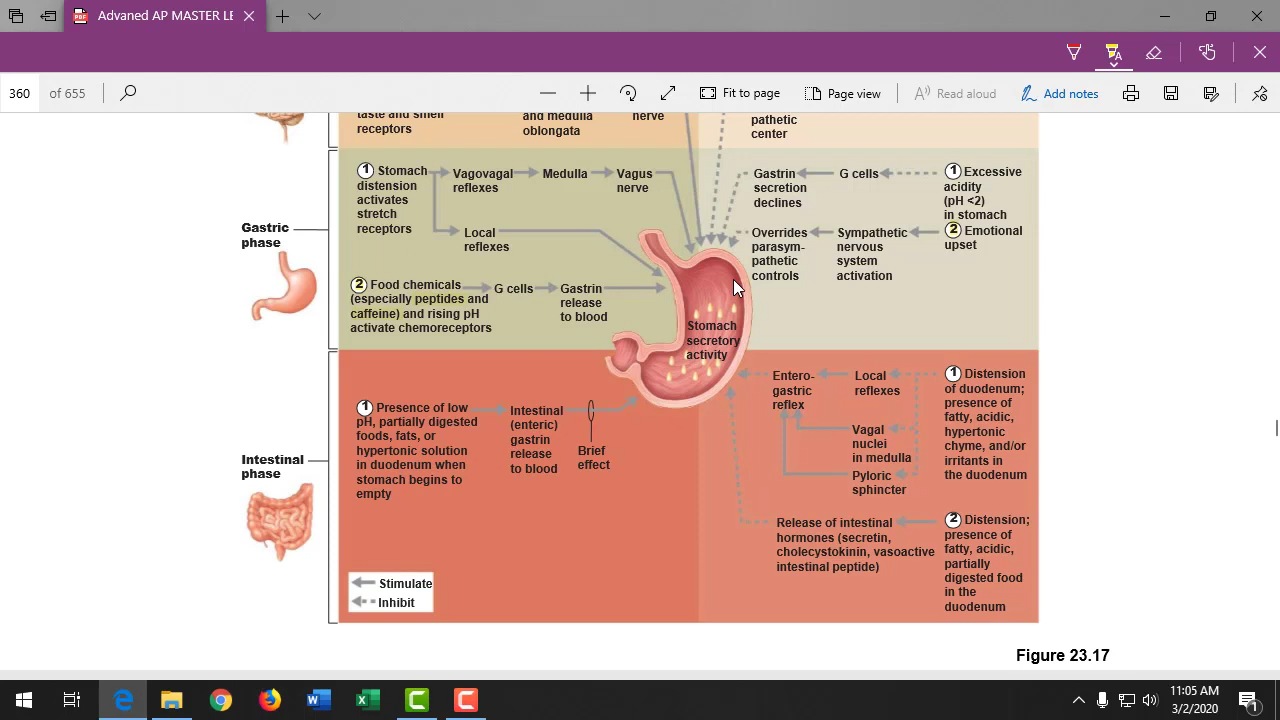 Advaned AP MASTER LE
360 of 655
Fit to page
Page view
Read aloud
Add notes
taste and smell
receptors
and medulla
oblongata
nerve
pathetic
center
Gastric
phase
1 Stomach
distension
activates
stretch
receptors
Vagovagal
reflexes
Medulla
Vagus
nerve
Local
reflexes
2 Food chemicals
(especially peptides and
caffeine) and rising pH
activate chemoreceptors
G cells
Gastrin
release
to blood
Gastrin
secretion
declines
G cells
1 Excessive
acidity
(pH <2)
in stomach
Overrides
parasym-
pathetic
controls
Sympathetic
nervous
system
activation
2 Emotional
upset
Stomach
secretory
activity
Intestinal
phase
1 Presence of low
pH, partially digested
foods, fats, or
hypertonic solution
in duodenum when
stomach begins to
empty
Intestinal
(enteric)
gastrin
release
to blood
Brief
effect
Entero-
gastric
reflex
Local
reflexes
Vagal
nuclei
in medulla
Pyloric
sphincter
1 Distension
of duodenum;
presence of
fatty, acidic,
hypertonic
chyme, and/or
irritants in
the duodenum
Release of intestinal
hormones (secretin,
cholecystokinin, vasoactive
intestinal peptide)
2 Distension;
presence of
fatty, acidic,
partially
digested food
in the
duodenum
Stimulate
Inhibit
Figure 23.17
11:05 AM
3/2/2020